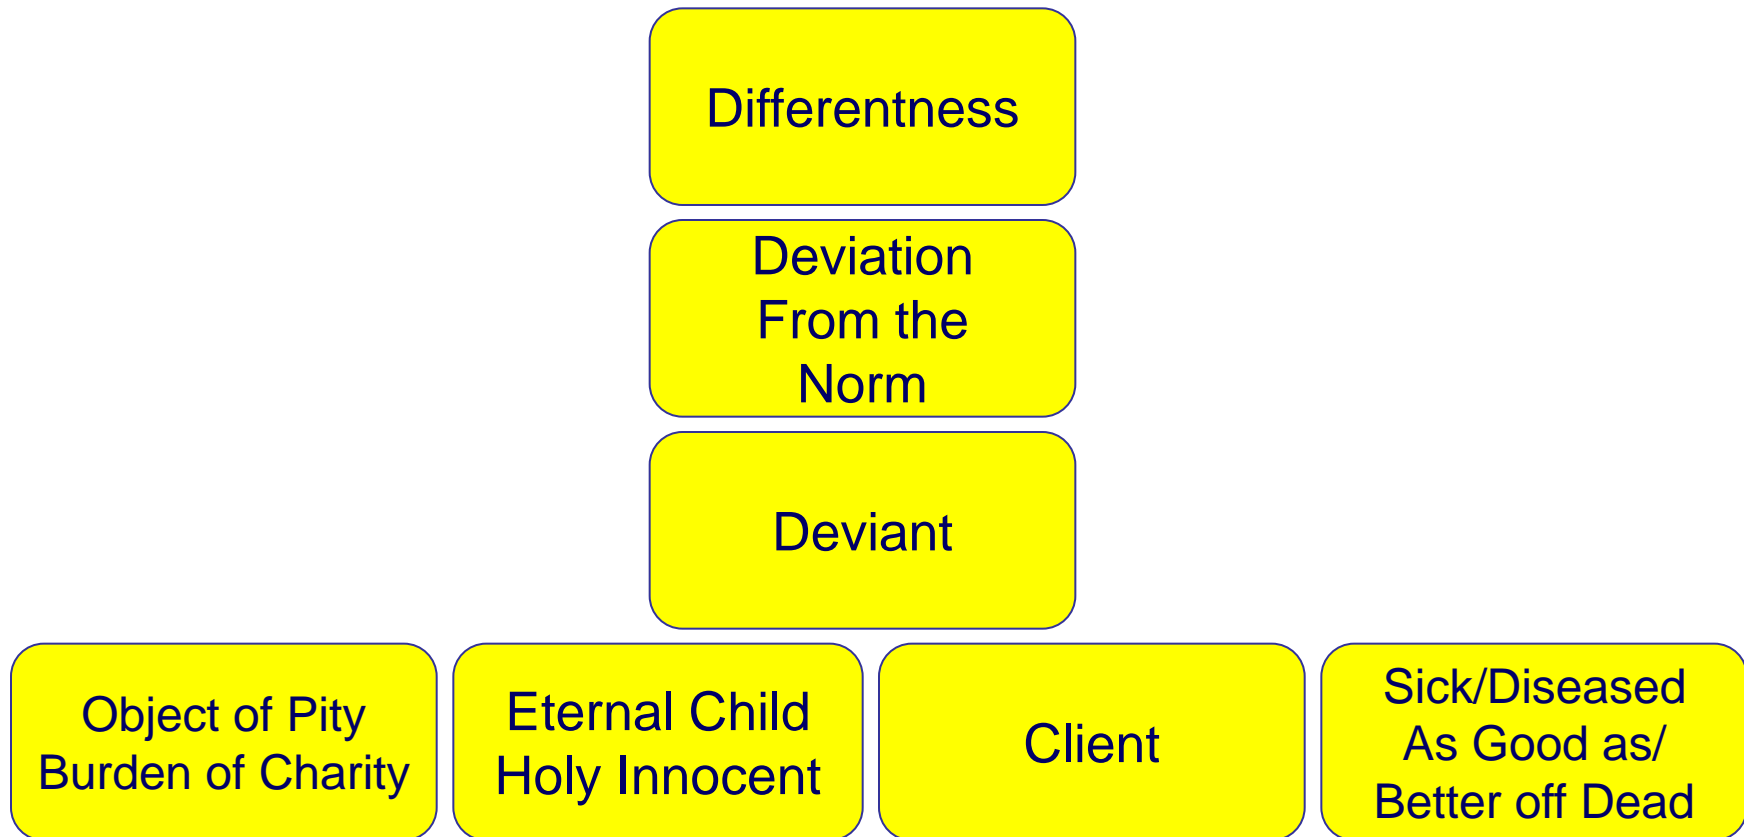 Differentness
Deviation
From the
Norm
Deviant
Object of Pity
Burden of Charity
Eternal Child
Holy Innocent
Client
Sick/Diseased
As Good as/
Better off Dead